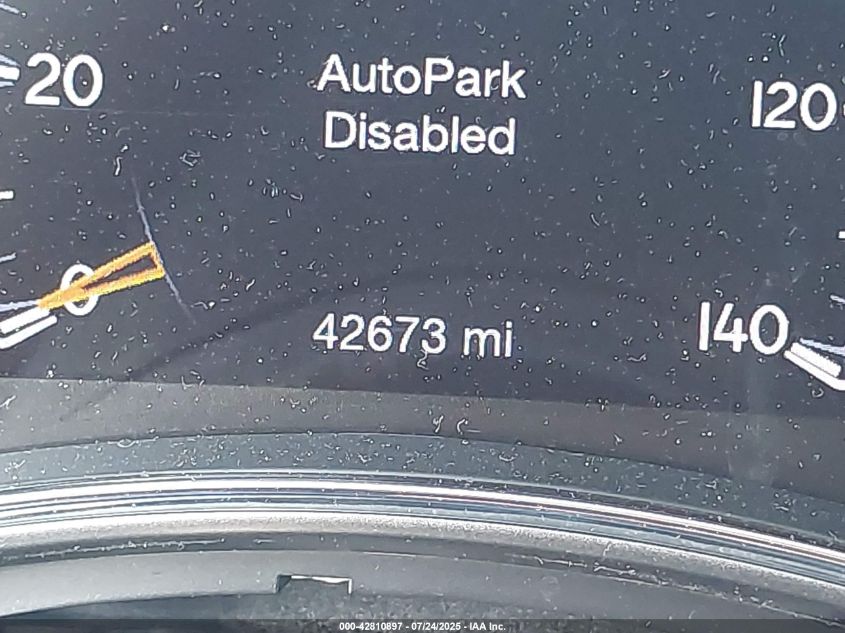 20
AutoPark
Disabled
120
0
42673 mi
140
000-42810897 - 07/24/2025 - IAA Inc.